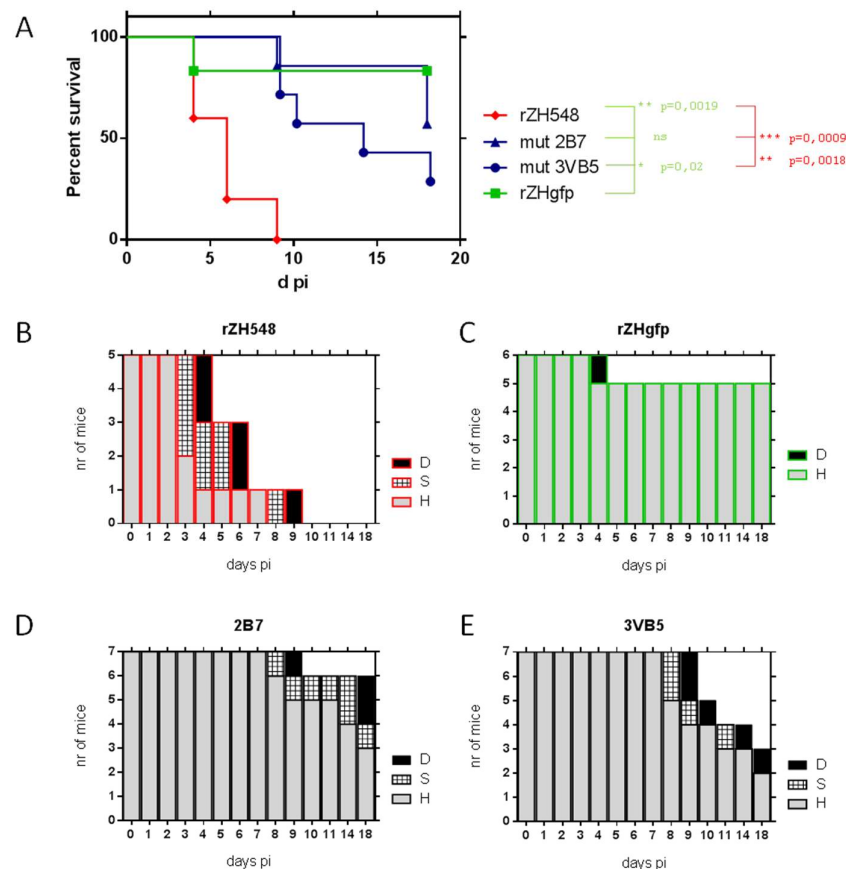 A
100
50
0
Percent survival
0 5 10 15 20
d pi
rZH548
mut 2B7
mut 3VB5
rZHgfp
** p=0,0019
ns
* p=0,02
*** p=0,0009
** p=0,0018
B
rZH548
5
4
3
2
1
0
nr of mice
0 1 2 3 4 5 6 7 8 9 10 11 14 18
days pi
D
S
H
C
rZHgfp
6
5
4
3
2
1
0
nr of mice
0 1 2 3 4 5 6 7 8 9 10 11 14 18
days pi
D
H
D
2B7
7
6
5
4
3
2
1
0
nr of mice
0 1 2 3 4 5 6 7 8 9 10 11 14 18
days pi
D
S
H
E
3VB5
7
6
5
4
3
2
1
0
nr of mice
0 1 2 3 4 5 6 7 8 9 10 11 14 18
days pi
D
S
H